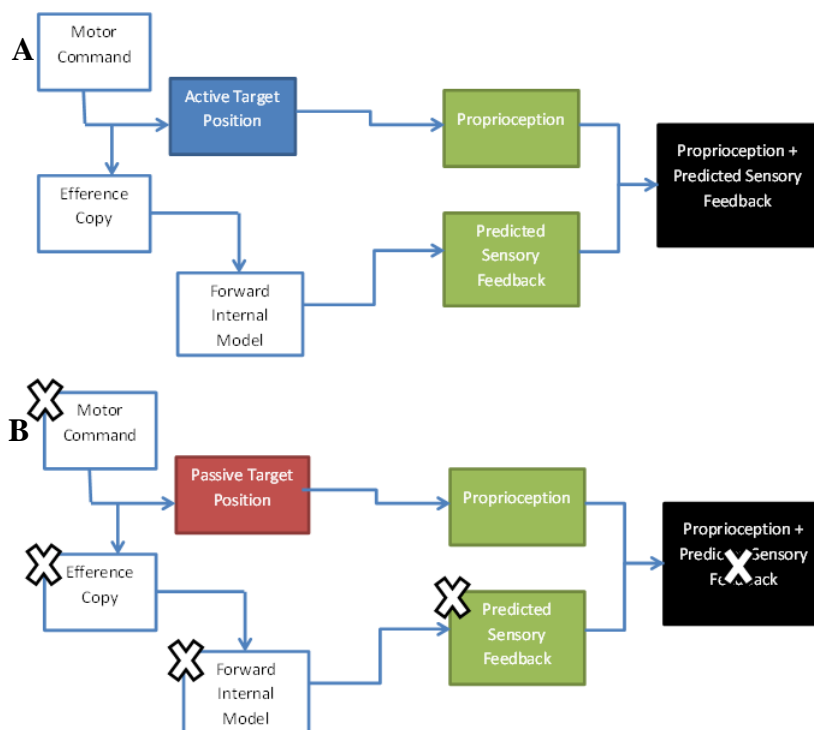 A
Motor
Command
Active Target
Position
Proprioception
Proprioception +
Predicted Sensory
Feedback
Efference
Copy
Predicted
Sensory
Feedback
Forward
Internal
Model
B
Motor
Command
Passive Target
Position
Proprioception
Proprioception +
Sensory
Efference
Copy
Predicted
Sensory
Feedback
Forward
Internal
Model